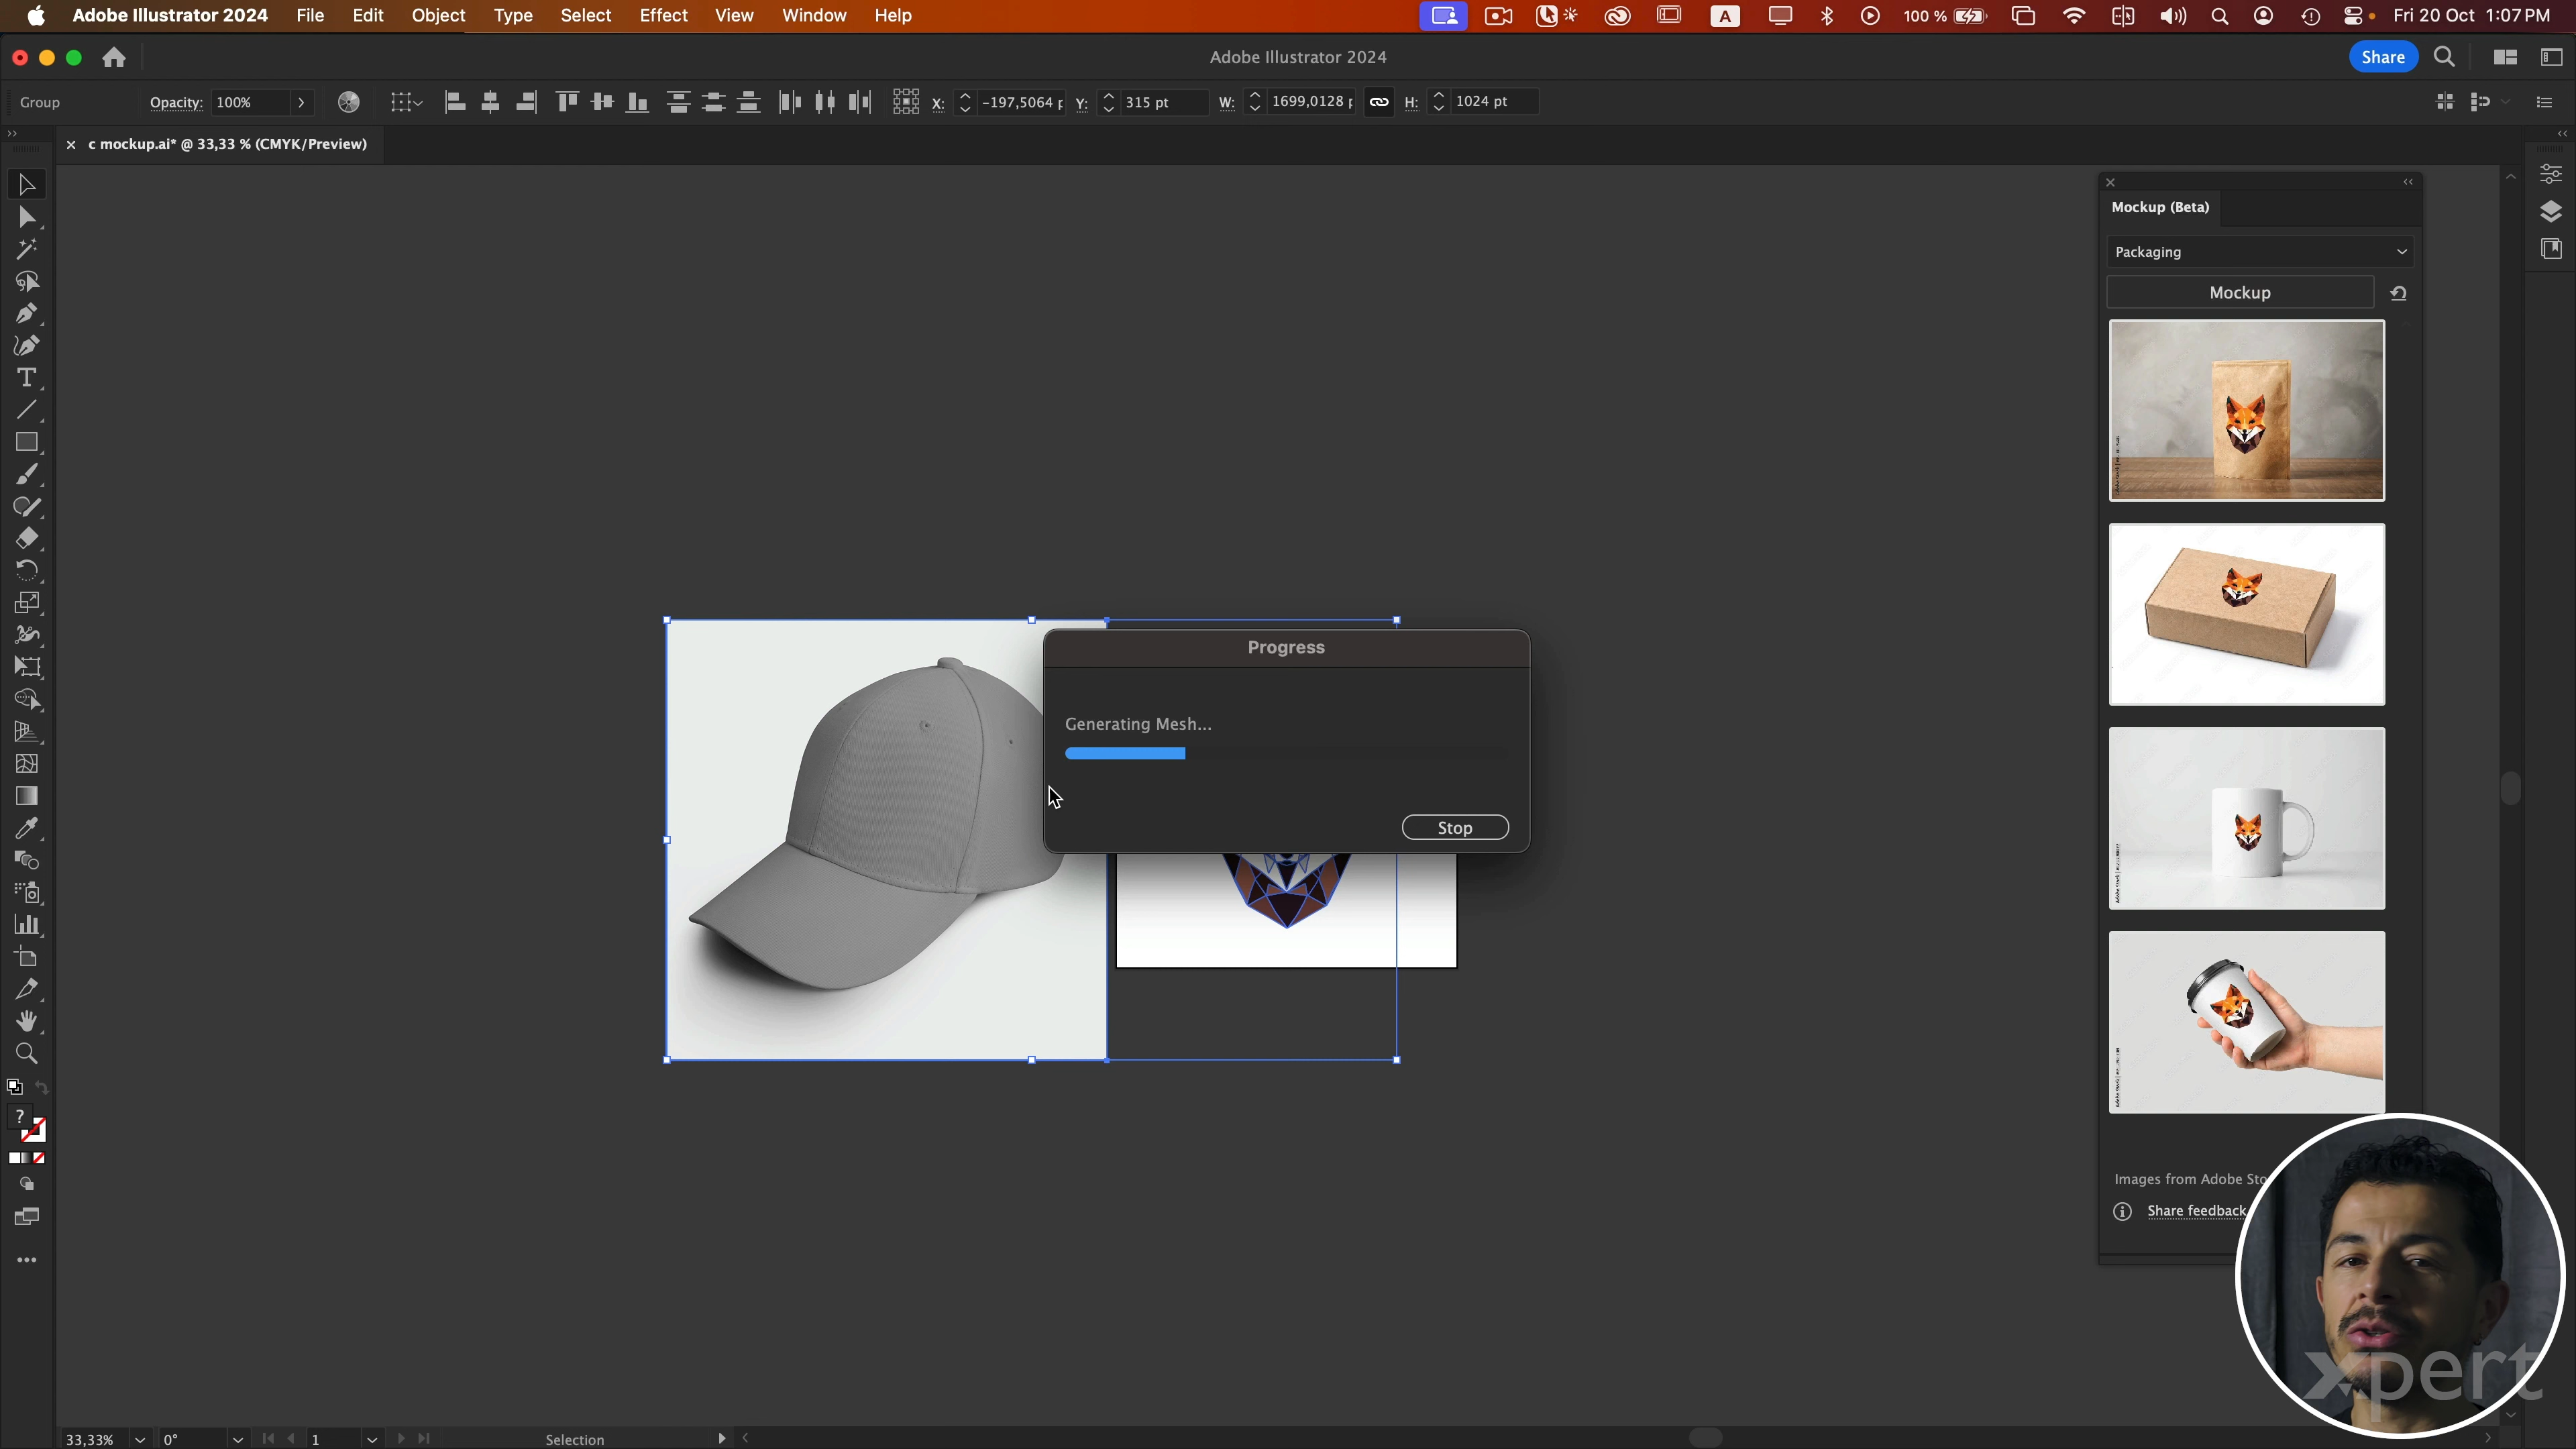 Adobe Illustrator 2024 File Edit Object Type Select Effect View Window Help
A 100 % Fri 20 Oct 1:07 PM
Adobe Illustrator 2024
Share
Group Opacity: 100% X: -197,5064 p Y: 315 pt W: 1699,0128 p H: 1024 pt
c mockup.ai* @ 33,33 % (CMYK/Preview)
Mockup (Beta)
Packaging
Mockup
Progress
Generating Mesh...
Stop
Images from Adobe Sto
Share feedback
?
xpert
33,33% 0° 1 Selection